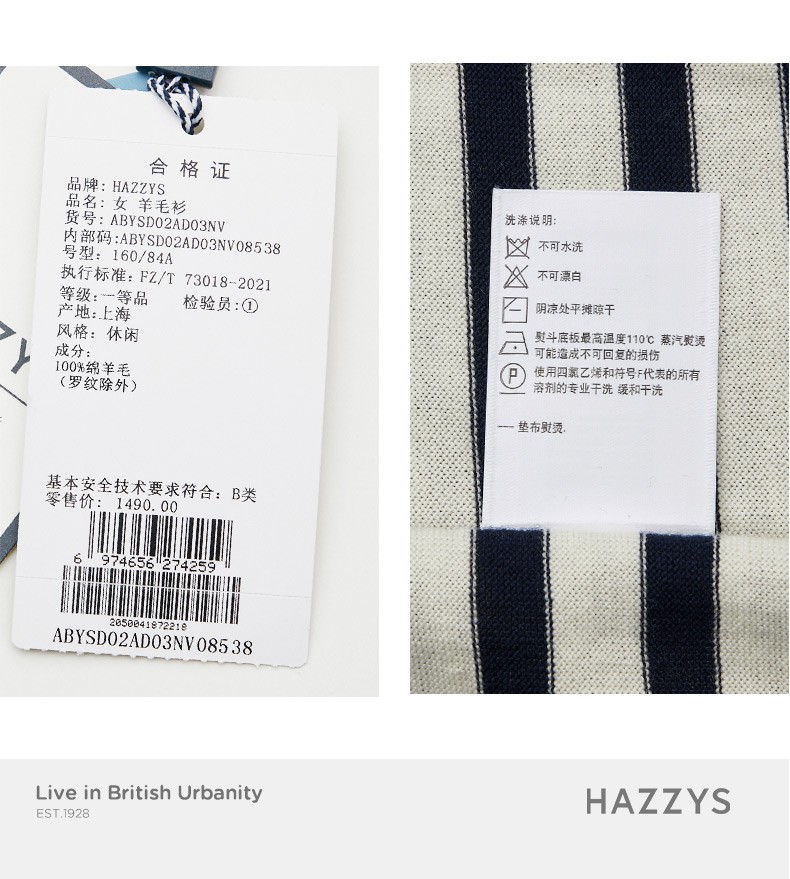 合格证
品牌: HAZZYS
品名: 女 羊毛衫
货号: ABYSD02AD03NV
内部码:ABYSD02AD03NV08538
号型: 160/84A
执行标准: FZ/T 73018-2021
等级:一等品 检验员:①
产地:上海
风格: 休闲
成分:
100%绵羊毛
(罗纹除外)
基本安全技术要求符合: B类
零售价: 1490.00
6 974656 274259
2050041872218
ABYSD02AD03NV08538
洗涤说明:
不可水洗
不可漂白
阴凉处平摊晾干
熨斗底板最高温度110℃ 蒸汽熨烫
可能造成不可回复的损伤
P 使用四氯乙烯和符号F代表的所有
溶剂的专业干洗 缓和干洗
一 垫布熨烫.
Live in British Urbanity
EST.1928
HAZZYS